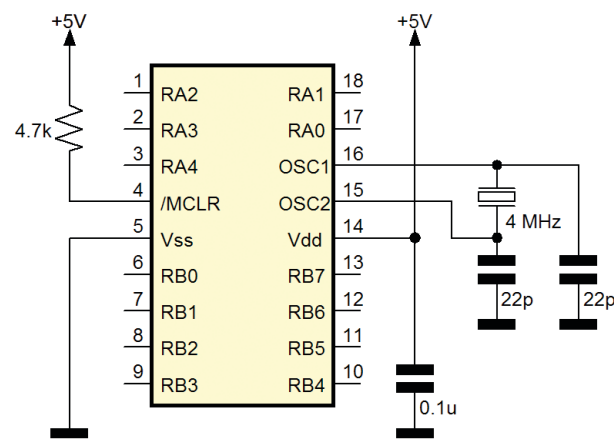 +5V
+5V
1 RA2 RA1 18
2 RA3 RA0 17
4.7k
3 RA4 OSC1 16
4 /MCLR OSC2 15
4 MHz
5 Vss Vdd 14
6 RB0 RB7 13
22p
22p
7 RB1 RB6 12
8 RB2 RB5 11
9 RB3 RB4 10
0.1u